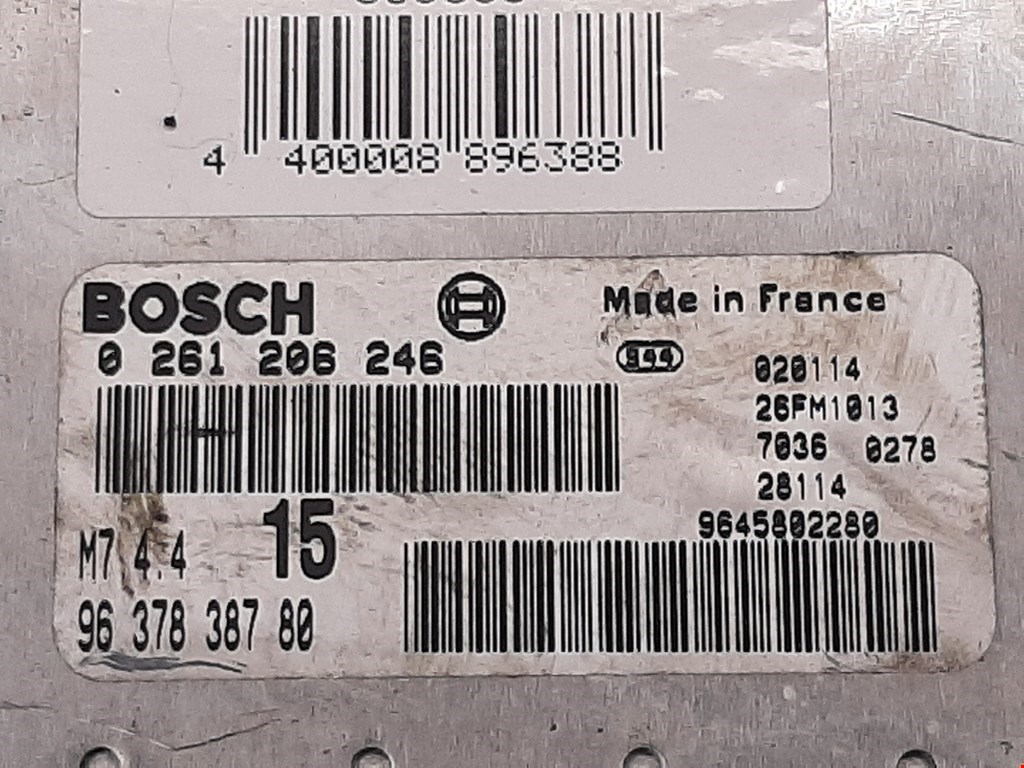 4 400008 896388
BOSCH
Made in France
0 261 206 246
020114
26FM1013
7036 0278
28114
9645802280
M7 4.4
15
96 378 387 80